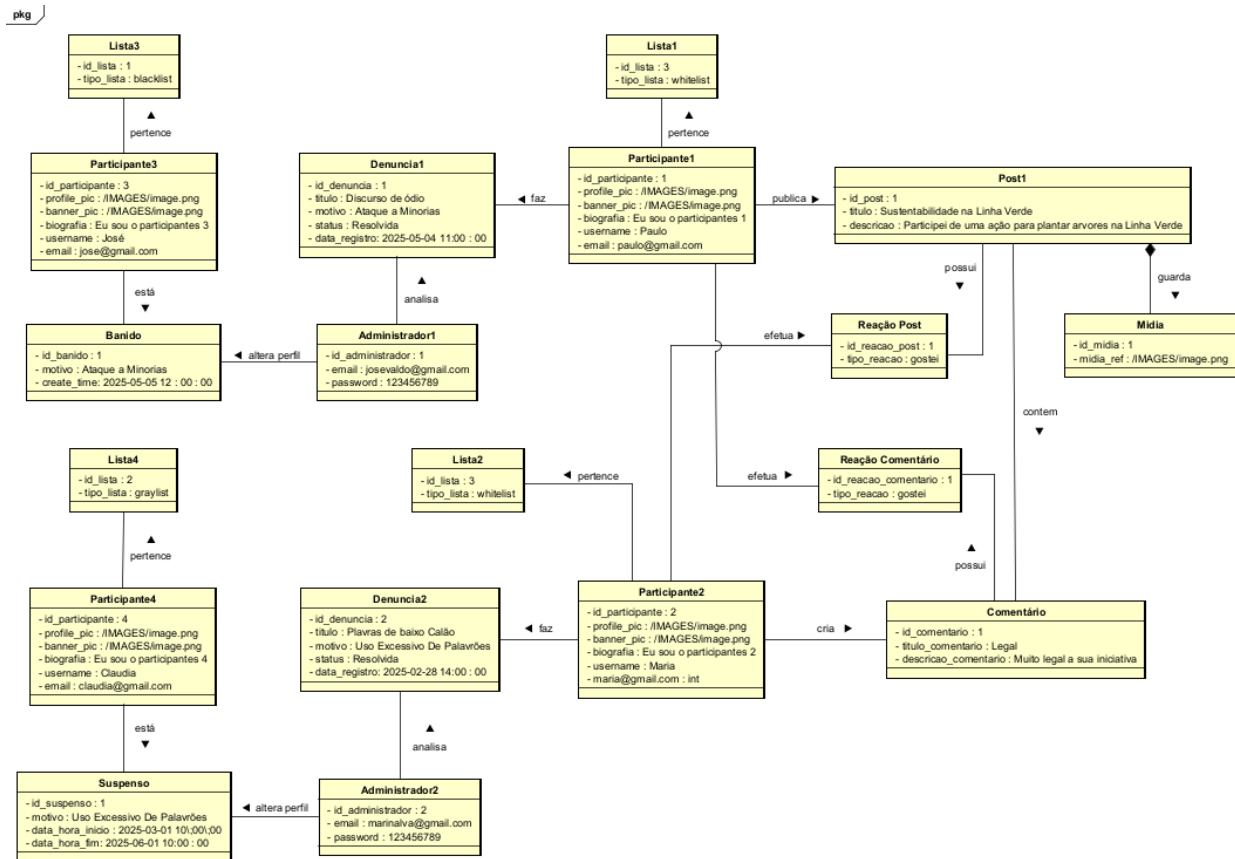 pkg
Lista3
- id_lista : 1
- tipo_lista : blacklist
▲
pertence
Participante3
- id_participante : 3
- profile_pic : /IMAGES/image.png
- banner_pic : /IMAGES/image.png
- biografia : Eu sou o participantes 3
- username : José
- email : jose@gmail.com
está
▼
Banido
- id_banido : 1
- motivo : Ataque a Minorias
- create_time: 2025-05-05 12 : 00 : 00
◄ altera perfil
Administrador1
- id_administrador : 1
- email : josevaldo@gmail.com
- password : 123456789
▲
analisa
Denuncia1
- id_denuncia : 1
- titulo : Discurso de ódio
- motivo : Ataque a Minorias
- status : Resolvida
- data_registro: 2025-05-04 11:00 : 00
◄ faz
Lista1
- id_lista : 3
- tipo_lista : whitelist
▲
pertence
Participante1
- id_participante : 1
- profile_pic : /IMAGES/image.png
- banner_pic : /IMAGES/image.png
- biografia : Eu sou o participantes 1
- username : Paulo
- email : paulo@gmail.com
publica ►
Post1
- id_post : 1
- titulo : Sustentabilidade na Linha Verde
- descricao : Participei de uma ação para plantar arvores na Linha Verde
possui
▼
guarda
▼
efetua ►
Reação Post
- id_reacao_post : 1
- tipo_reacao : gostei
Midia
- id_midia : 1
- midia_ref : /IMAGES/image.png
contem
▼
Lista4
- id_lista : 2
- tipo_lista : graylist
▲
pertence
Lista2
- id_lista : 3
- tipo_lista : whitelist
◄ pertence
efetua ►
Reação Comentário
- id_reacao_comentario : 1
- tipo_reacao : gostei
▲
possui
Participante4
- id_participante : 4
- profile_pic : /IMAGES/image.png
- banner_pic : /IMAGES/image.png
- biografia : Eu sou o participantes 4
- username : Claudia
- email : claudia@gmail.com
Denuncia2
- id_denuncia : 2
- titulo : Plavras de baixo Calão
- motivo : Uso Excessivo De Palavrões
- status : Resolvida
- data_registro: 2025-02-28 14:00 : 00
◄ faz
Participante2
- id_participante : 2
- profile_pic : /IMAGES/image.png
- banner_pic : /IMAGES/image.png
- biografia : Eu sou o participantes 2
- username : Maria
- maria@gmail.com : int
cria ►
Comentário
- id_comentario : 1
- titulo_comentario : Legal
- descricao_comentario : Muito legal a sua iniciativa
está
▼
▲
analisa
Suspenso
- id_suspenso : 1
- motivo : Uso Excessivo De Palavrões
- data_hora_inicio : 2025-03-01 10\;00\;00
- data_hora_fim: 2025-06-01 10:00 : 00
◄ altera perfil
Administrador2
- id_administrador : 2
- email : marinalva@gmail.com
- password : 123456789